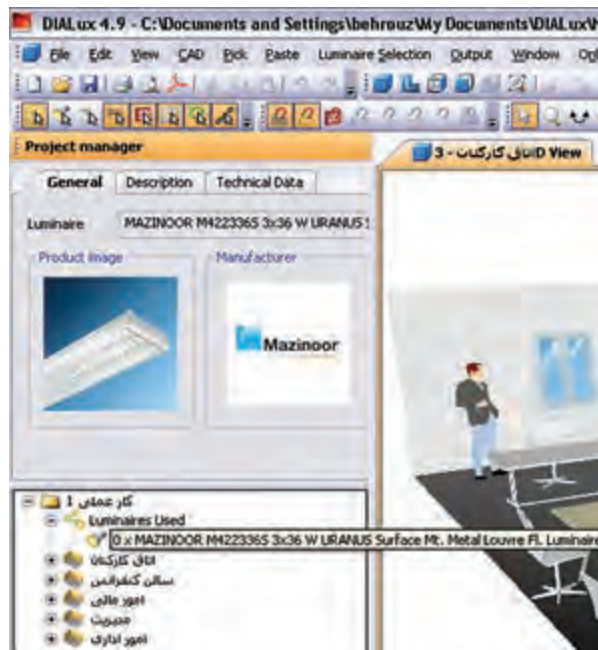 DIALux 4.9 - C:\Documents and Settings\behrouz\My Documents\DIALux\
File Edit View CAD Pick Paste Luminaire Selection Output Window
Project manager
اتاق کارکنان - 3D View
General Description Technical Data
Luminaire MAZINOOR M422336S 3x36 W URANUS
Product image Manufacturer
Mazinoor
کار عملی 1
Luminaires Used
0 x MAZINOOR M422336S 3x36 W URANUS Surface Mt. Metal Louvre Fl. Luminaire
اتاق کارکنان
سالن کنفرانس
امور مالی
مدیریت
امور اداری